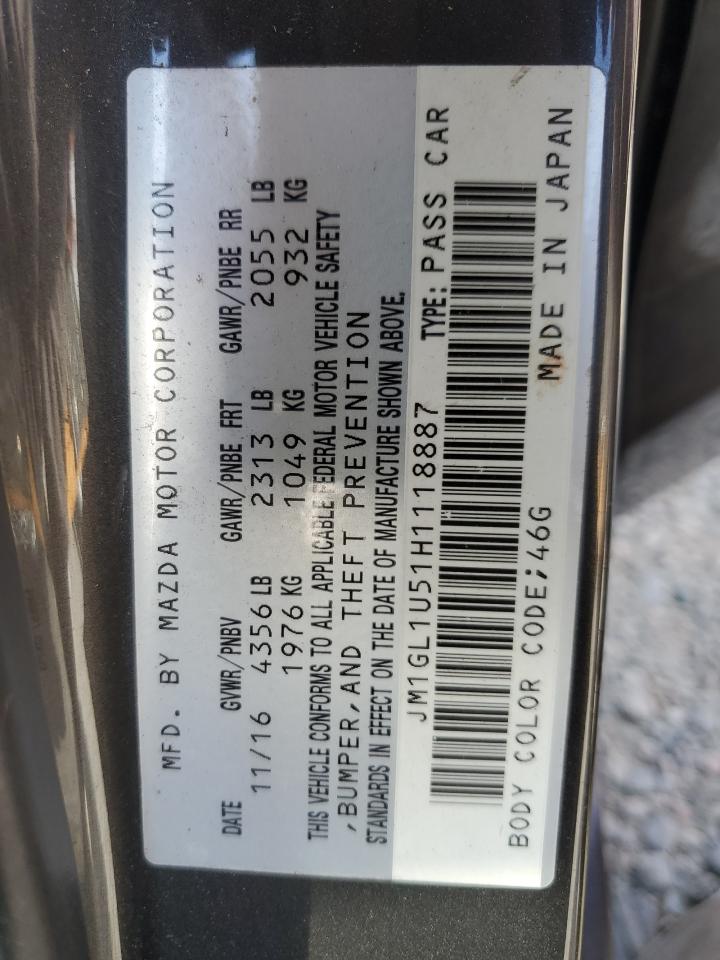 MFD. BY MAZDA MOTOR CORPORATION
DATE GVWR/PNBV GAWR/PNBE FRT GAWR/PNBE RR
11/16 4356 LB 2313 LB 2055 LB
1976 KG 1049 KG 932 KG
THIS VEHICLE CONFORMS TO ALL APPLICABLE FEDERAL MOTOR VEHICLE SAFETY
,BUMPER,AND THEFT PREVENTION
STANDARDS IN EFFECT ON THE DATE OF MANUFACTURE SHOWN ABOVE.
JM1GL1U51H1118887 TYPE: PASS CAR
BODY COLOR CODE;46G MADE IN JAPAN